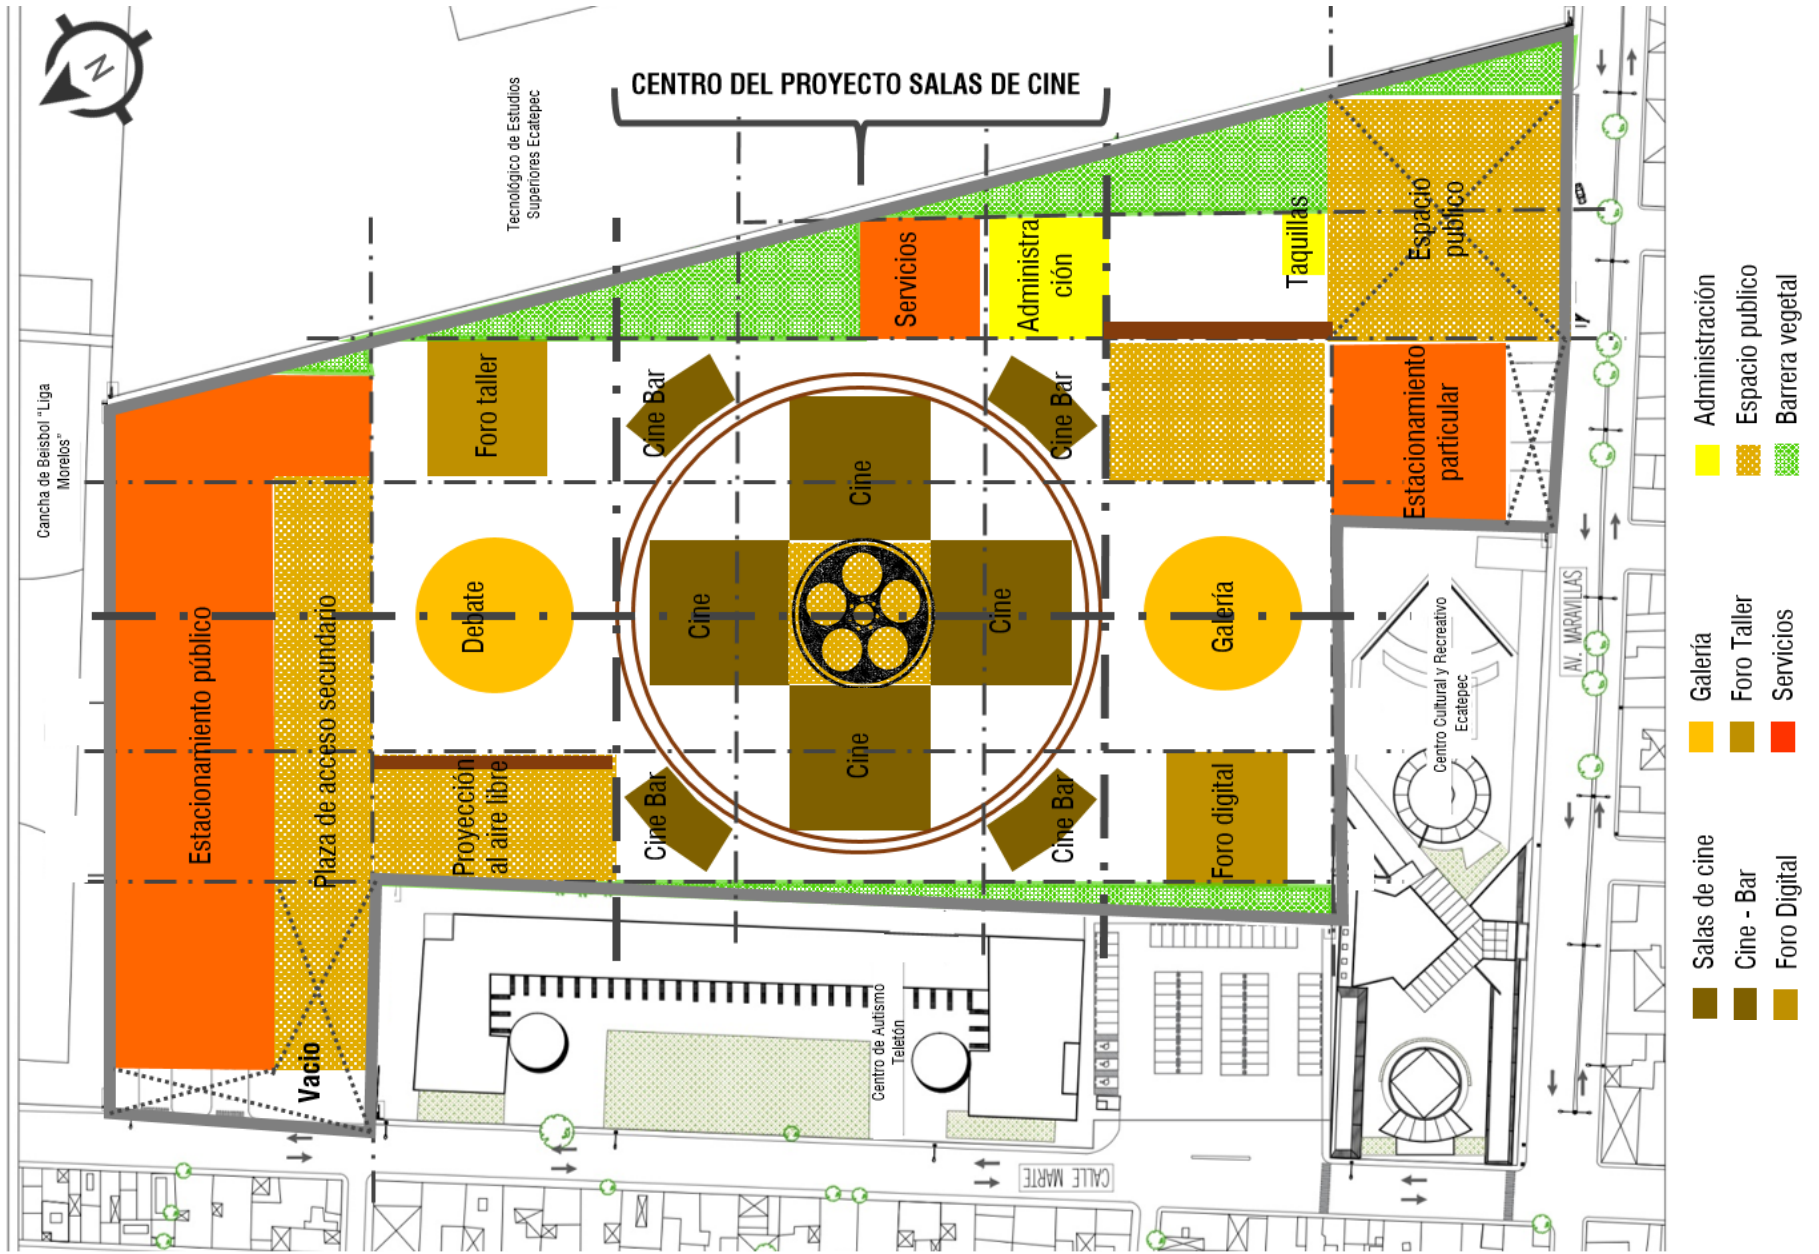 N
CENTRO DEL PROYECTO SALAS DE CINE
Tecnológico de Estudios
Superiores Ecatepec
Cancha de Beisbol "Liga
Morelos"
Servicios
Administra
ción
Taquillas
Espacio
publico
Foro taller
Cine Bar
Cine Bar
Cine
Estacionamiento
particular
Estacionamiento público
Plaza de acceso secundario
Debate
Cine
Cine
Galería
Centro Cultural y Recreativo
Ecatepec
AV. MARAVILLAS
Proyección
al aire libre
Cine Bar
Cine
Cine Bar
Foro digital
Vacio
Centro de Autismo
Teletón
CALLE MARTE
Administración
Espacio publico
Barrera vegetal
Galería
Foro Taller
Servicios
Salas de cine
Cine - Bar
Foro Digital